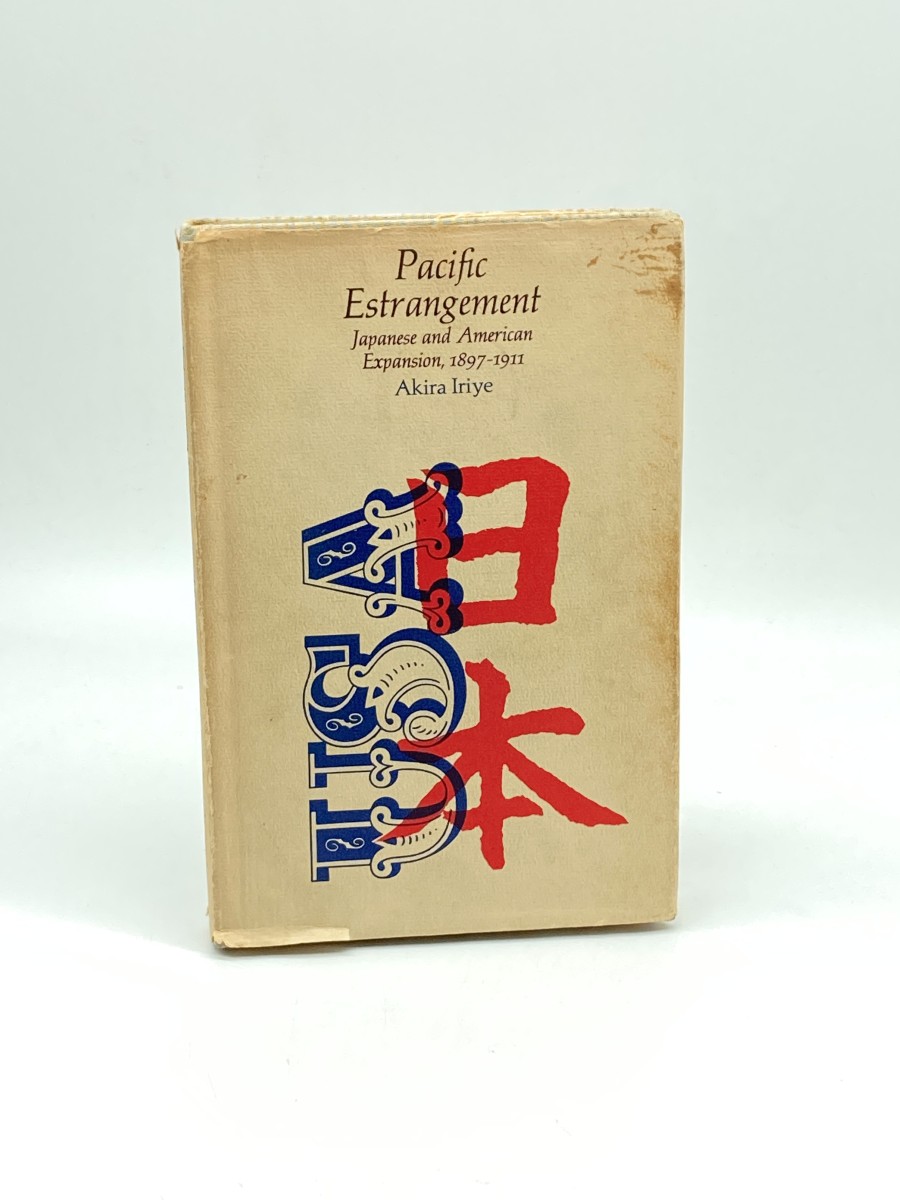 Pacific
Estrangement
Japanese and American
Expansion, 1897-1911
Akira Iriye
USA
日本